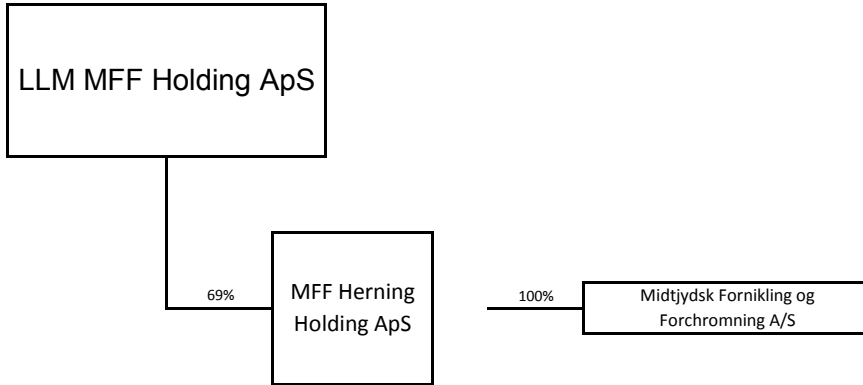 LLM MFF Holding ApS
69%
MFF Herning
Holding ApS
100%
Midtjydsk Fornikling og
Forchromning A/S